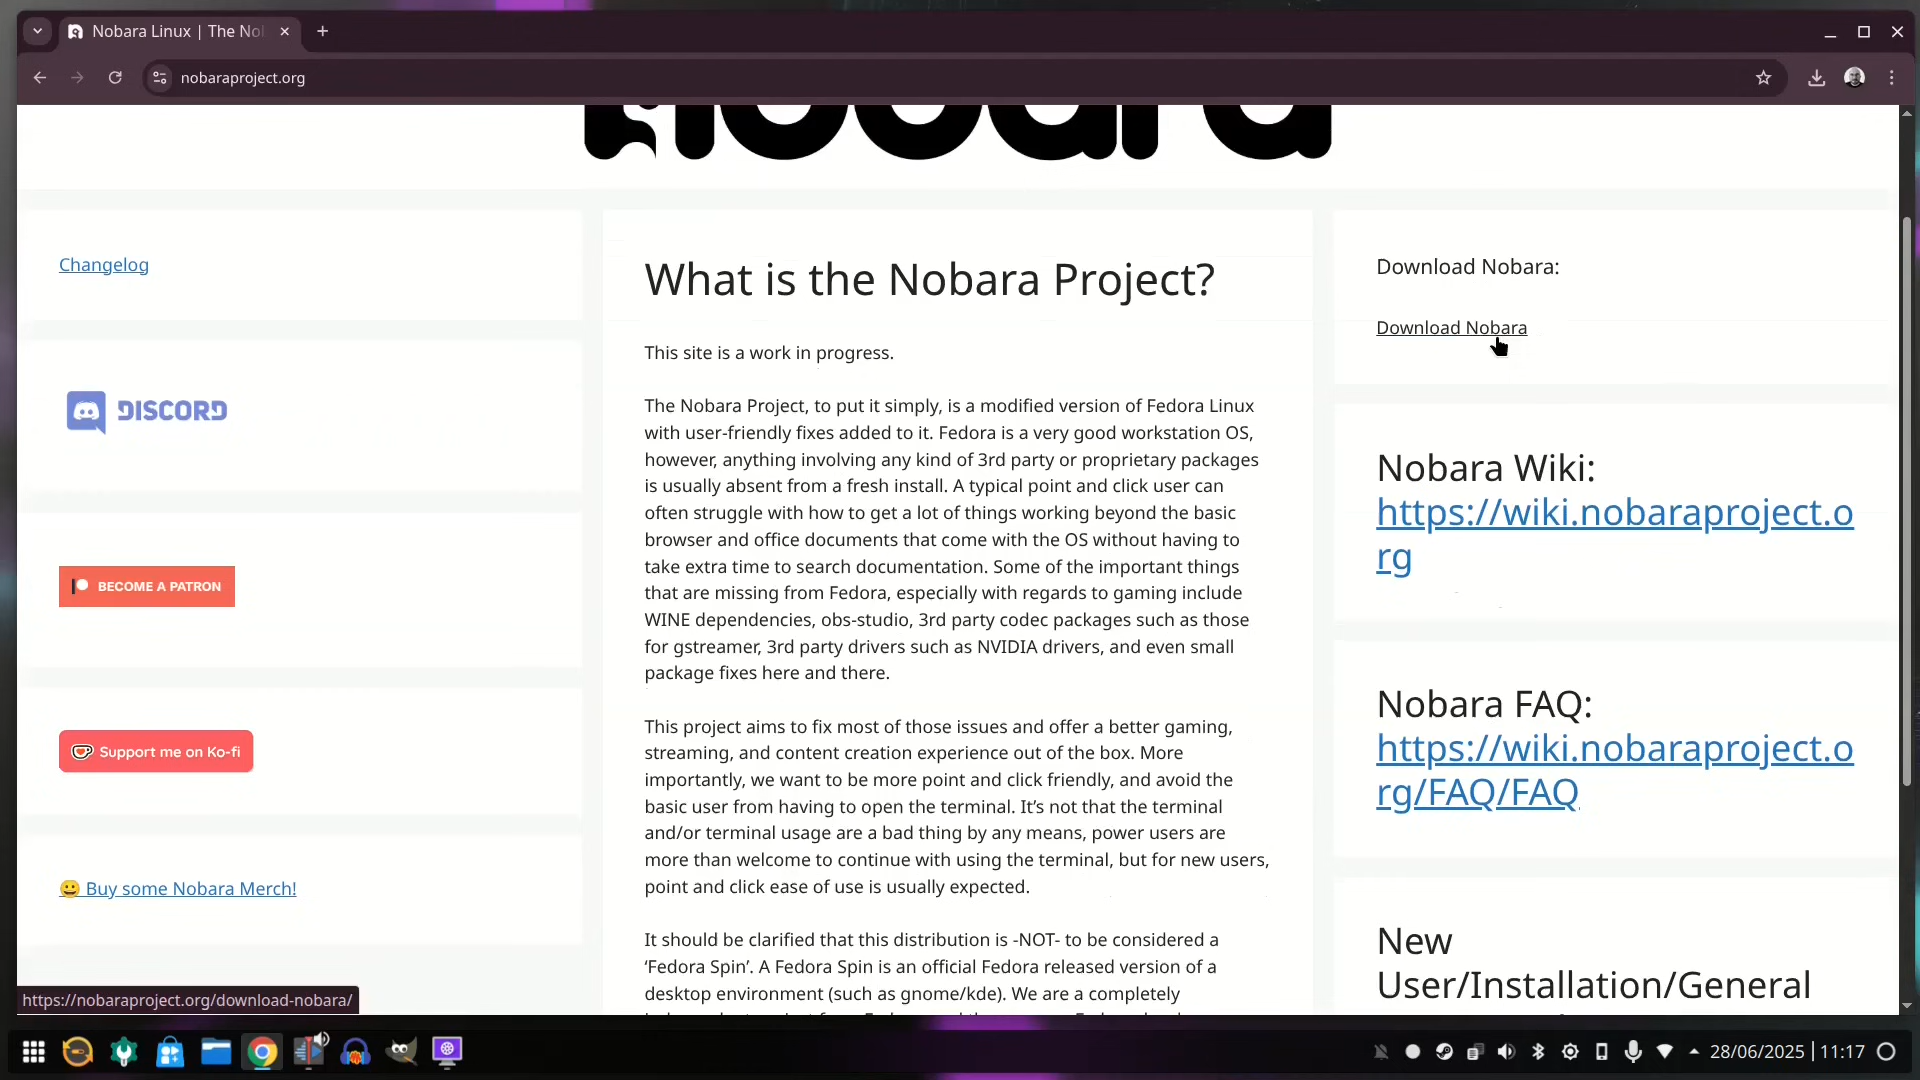 Nobara Linux | The No
nobaraproject.org
nobara
Changelog
DISCORD
BECOME A PATRON
Support me on Ko-fi
😀 Buy some Nobara Merch!
What is the Nobara Project?
This site is a work in progress.
The Nobara Project, to put it simply, is a modified version of Fedora Linux
with user-friendly fixes added to it. Fedora is a very good workstation OS,
however, anything involving any kind of 3rd party or proprietary packages
is usually absent from a fresh install. A typical point and click user can
often struggle with how to get a lot of things working beyond the basic
browser and office documents that come with the OS without having to
take extra time to search documentation. Some of the important things
that are missing from Fedora, especially with regards to gaming include
WINE dependencies, obs-studio, 3rd party codec packages such as those
for gstreamer, 3rd party drivers such as NVIDIA drivers, and even small
package fixes here and there.
This project aims to fix most of those issues and offer a better gaming,
streaming, and content creation experience out of the box. More
importantly, we want to be more point and click friendly, and avoid the
basic user from having to open the terminal. It’s not that the terminal
and/or terminal usage are a bad thing by any means, power users are
more than welcome to continue with using the terminal, but for new users,
point and click ease of use is usually expected.
It should be clarified that this distribution is -NOT- to be considered a
‘Fedora Spin’. A Fedora Spin is an official Fedora released version of a
desktop environment (such as gnome/kde). We are a completely
Download Nobara:
Download Nobara
Nobara Wiki:
https://wiki.nobaraproject.o
rg
Nobara FAQ:
https://wiki.nobaraproject.o
rg/FAQ/FAQ
New
User/Installation/General
https://nobaraproject.org/download-nobara/
28/06/2025 | 11:17